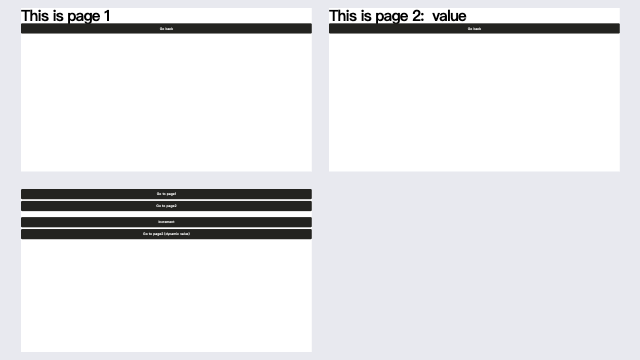 This is page 1
Go back
This is page 2:  value
Go back
Go to page1
Go to page2
Increment
Go to page2 (dynamic value)